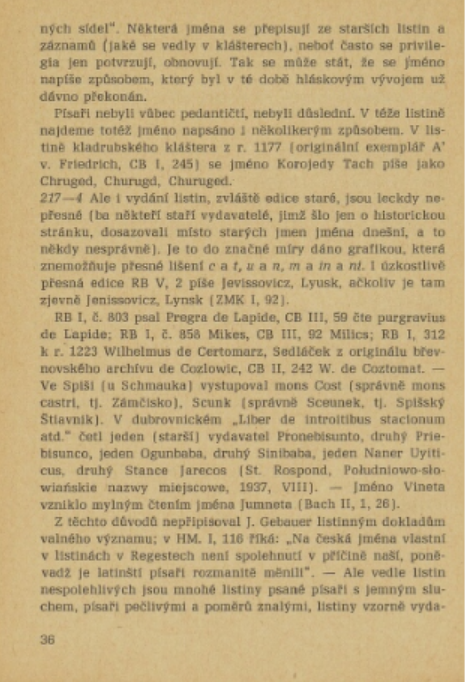 ných sídel“. Některá jména se přepisují ze starších listin a
záznamů (jaké se vedly v klášterech), neboť často se privile-
gia jen potvrzují, obnovují. Tak se může stát, že se jméno
napíše způsobem, který byl v té době hláskovým vývojem už
dávno překonán.
Písaři nebyli vůbec pedantičtí, nebyli důslední. V téže listině
najdeme totéž jméno napsáno i několikerým způsobem. V lis-
tině kladrubského kláštera z r. 1177 (originální exemplář A’
v. Friedrich, CB I, 245) se jméno Korojedy Tach píše jako
Chruged, Churugd, Churuged.
217—4 Ale i vydání listin, zvláště edice staré, jsou leckdy ne-
přesné (ba někteří staří vydavatelé, jimž šlo jen o historickou
stránku, dosazovali místo starých jmen jména dnešní, a to
někdy nesprávně). Je to do značné míry dáno grafikou, která
znemožňuje přesné lišení c a t, u a n, m a in a ni. I úzkostlivě
přesná edice RB V, 2 píše Jevissovicz, Lyusk, ačkoliv je tam
zjevně Jenissovicz, Lynsk (ZMK I, 92).
RB I, č. 803 psal Pregra de Lapide, CB III, 59 čte purgravius
de Lapide; RB I, č. 858 Mikes, CB III, 92 Milics; RB I, 312
k r. 1223 Wilhelmus de Certomarz, Sedláček z originálu břev-
novského archívu de Cozlowic, CB II, 242 W. de Coztomat. —
Ve Spiši (u Schmauka) vystupoval mons Cost (správně mons
castri, tj. Zámčisko), Scunk (správně Sceunek, tj. Spišský
Štiavnik). V dubrovnickém „Liber de introitibus stacionum
atd.“ četl jeden (starší) vydavatel Pronebisunto, druhý Prie-
bisunco, jeden Ogunbaba, druhý Sinibaba, jeden Naner Uyiti-
cus, druhý Stance Jarecos (St. Rospond, Południowo-sło-
wiańskie nazwy miejscowe, 1937, VIII). — Jméno Vineta
vzniklo mylným čtením jména Jumneta (Bach II, 1, 26).
Z těchto důvodů nepřipisoval J. Gebauer listinným dokladům
valného významu; v HM. I, 116 říká: „Na česká jména vlastní
v listinách v Regestech není spolehnutí v příčině naší, poně-
vadž je latinští písaři rozmanitě měnili“. — Ale vedle listin
nespolehlivých jsou mnohé listiny psané písaři s jemným slu-
chem, písaři pečlivými a poměrů znalými, listiny vzorně vyda-
36